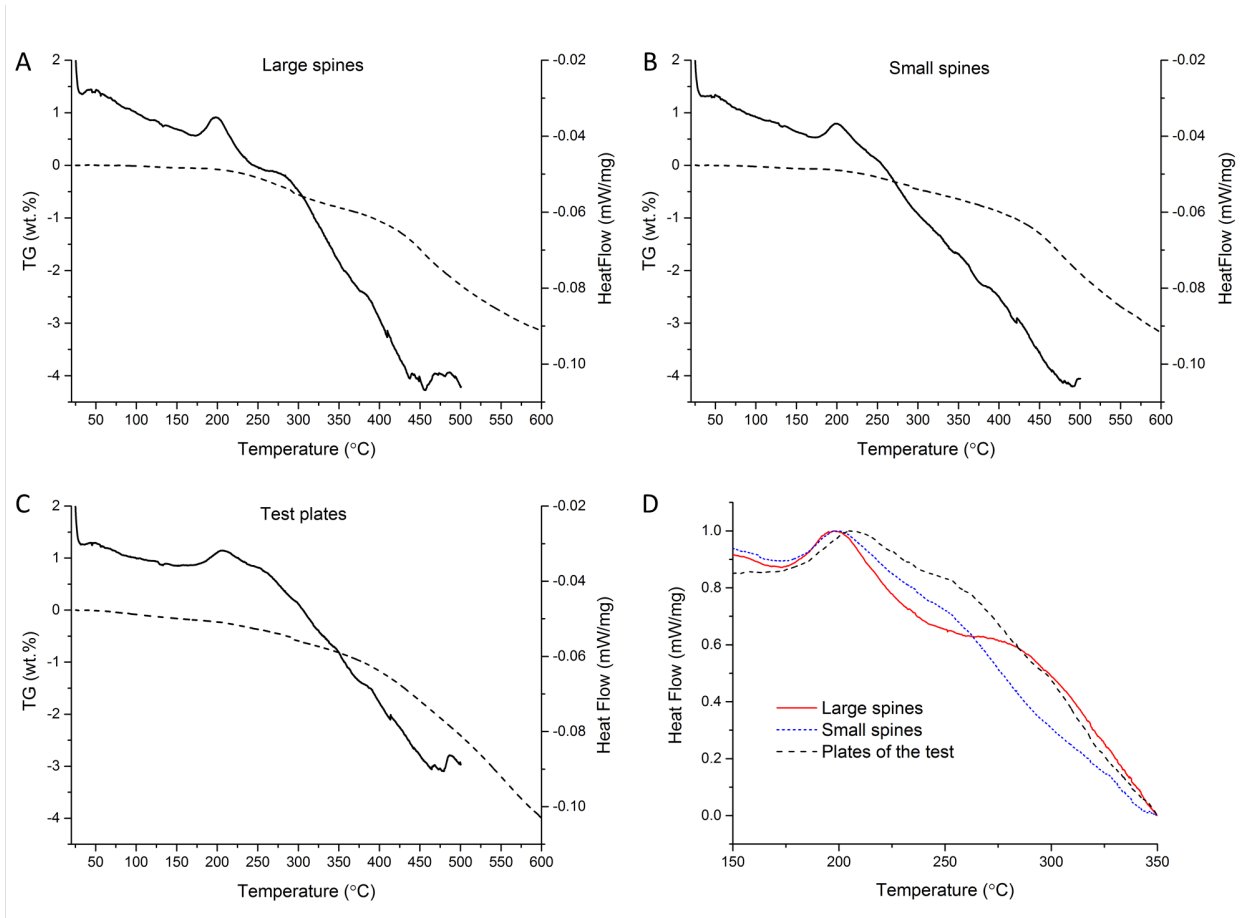 A
Large spines
2
1
0
-1
-2
-3
-4
TG (wt.%)
-0.02
-0.04
-0.06
-0.08
-0.10
HeatFlow (mW/mg)
50 100 150 200 250 300 350 400 450 500 550 600
Temperature (°C)
B
Small spines
2
1
0
-1
-2
-3
-4
TG (wt.%)
-0.02
-0.04
-0.06
-0.08
-0.10
HeatFlow (mW/mg)
50 100 150 200 250 300 350 400 450 500 550 600
Temperature (°C)
C
Test plates
2
1
0
-1
-2
-3
-4
TG (wt.%)
-0.02
-0.04
-0.06
-0.08
-0.10
Heat Flow (mW/mg)
50 100 150 200 250 300 350 400 450 500 550 600
Temperature (°C)
D
1.0
0.8
0.6
0.4
0.2
0.0
Heat Flow (mW/mg)
Large spines
Small spines
Plates of the test
150 200 250 300 350
Temperature (°C)